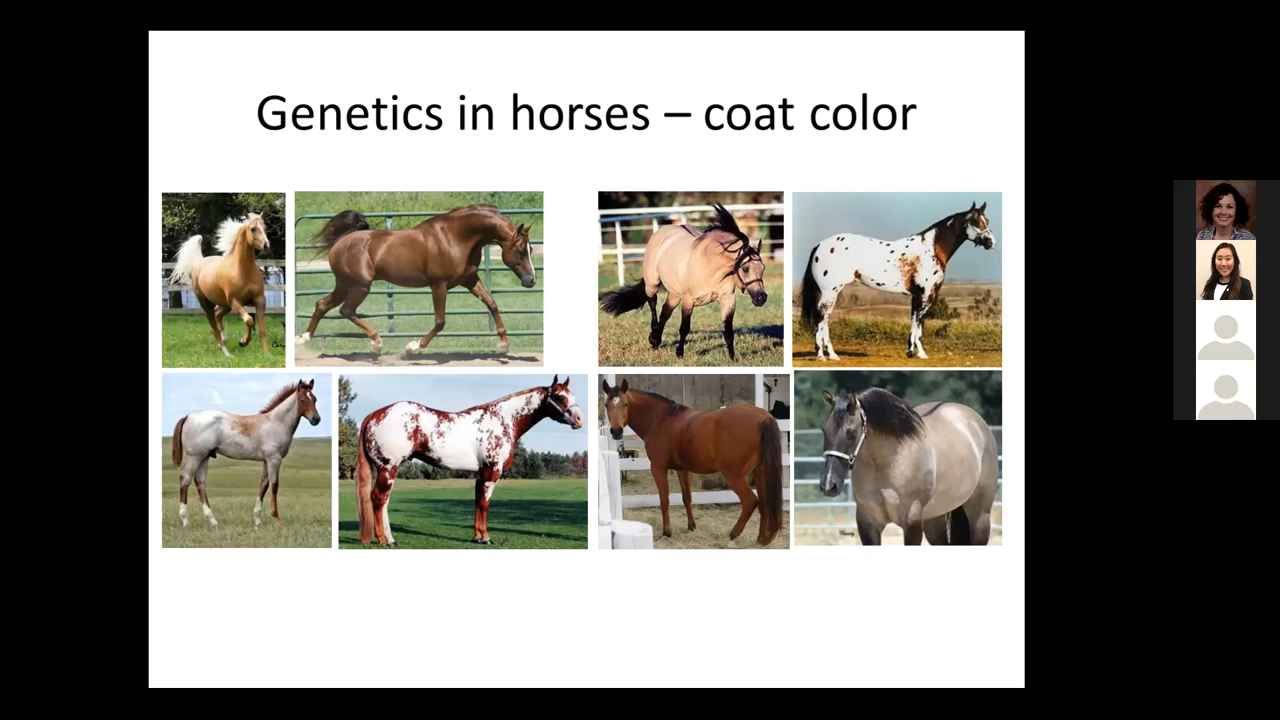 Genetics in horses – coat color